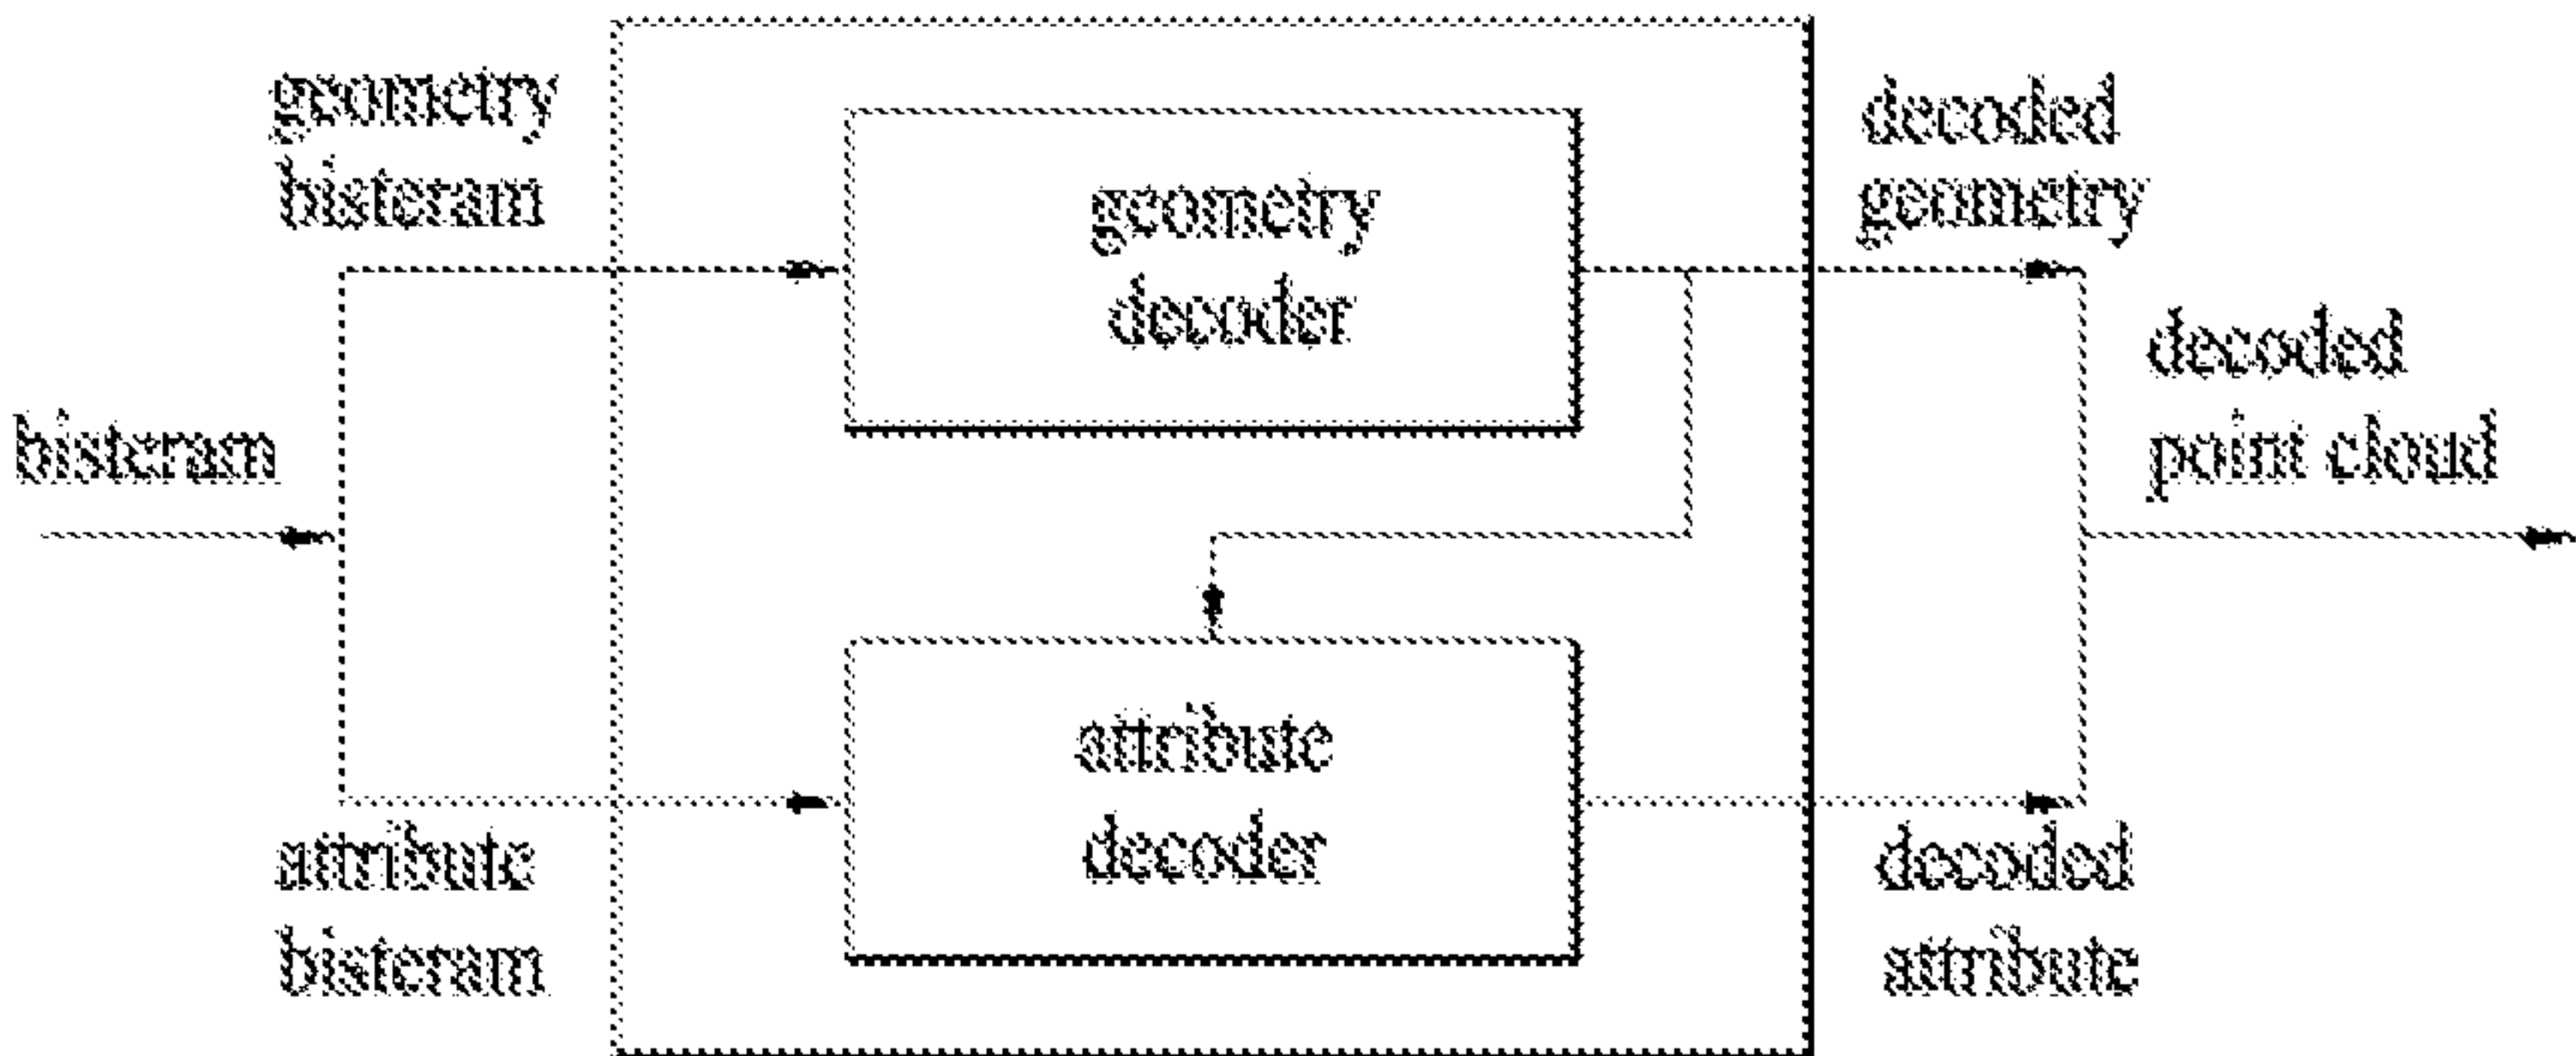 geometry
bisteram
geometry
decoder
decoded
geometry
bisteram
decoded
point cloud
attribute
decoder
attribute
bisteram
decoded
attribute